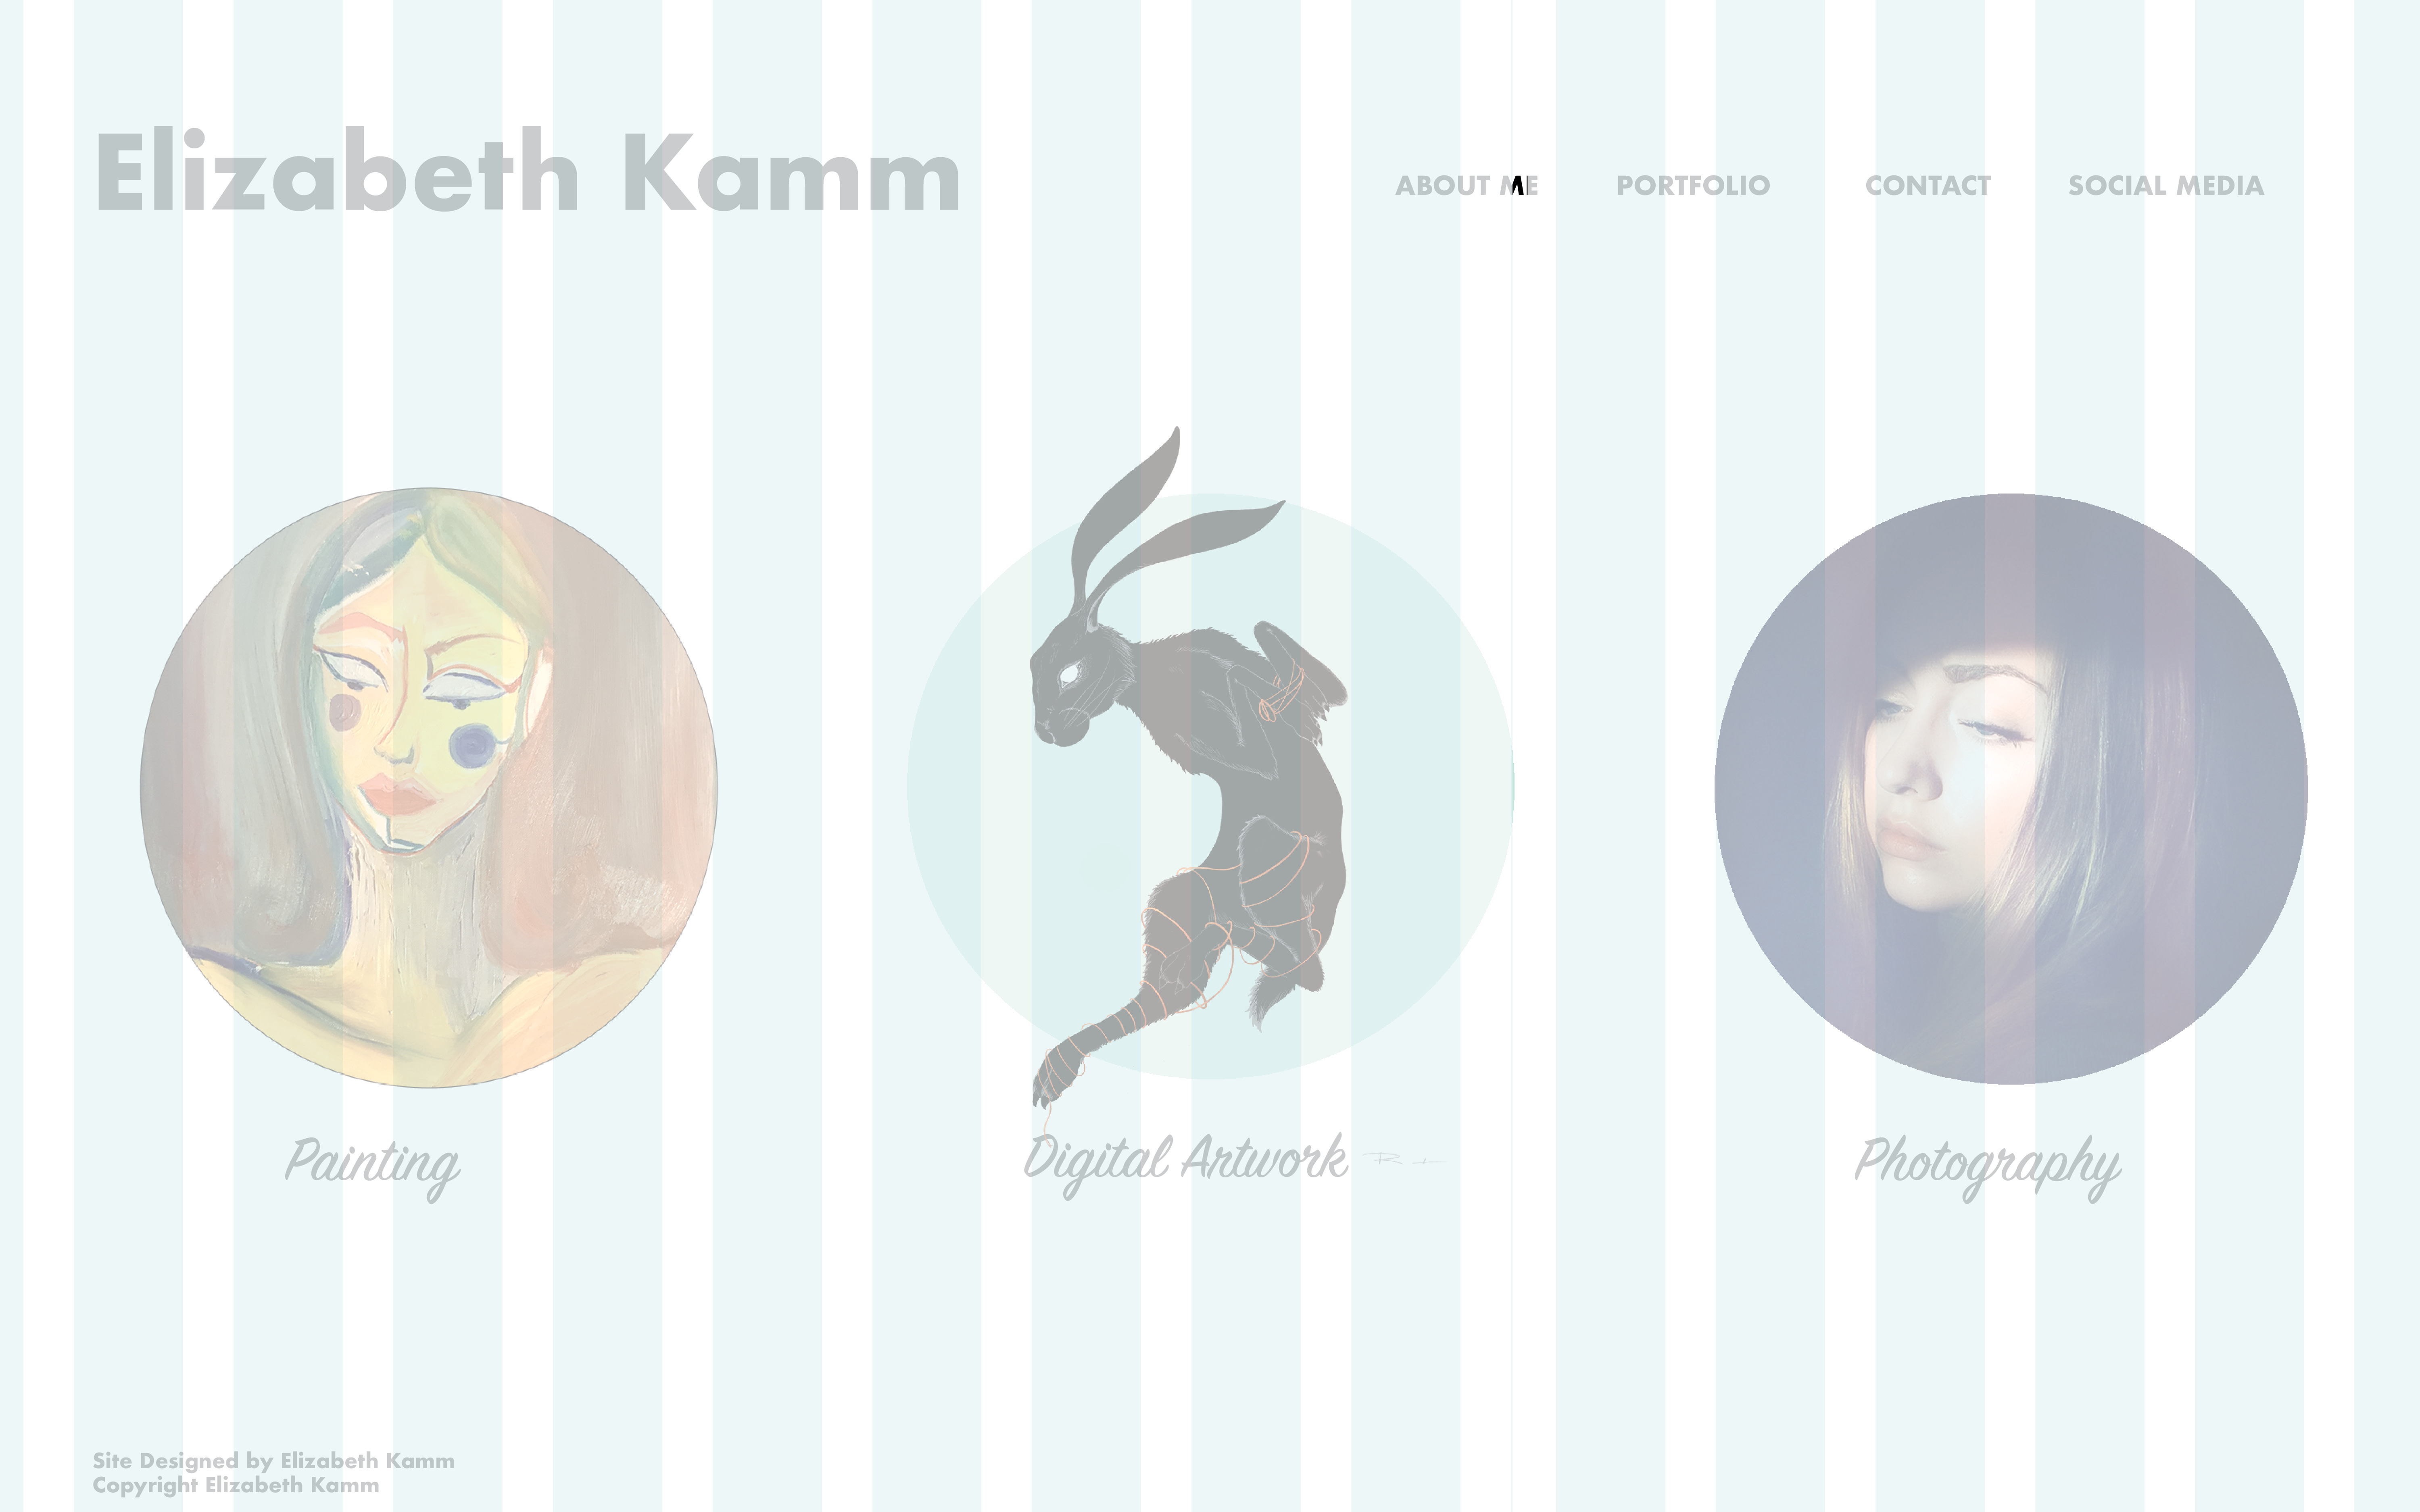 Elizabeth Kamm
ABOUT ME PORTFOLIO CONTACT SOCIAL MEDIA
Painting
Digital Artwork
Photography
Site Designed by Elizabeth Kamm
Copyright Elizabeth Kamm